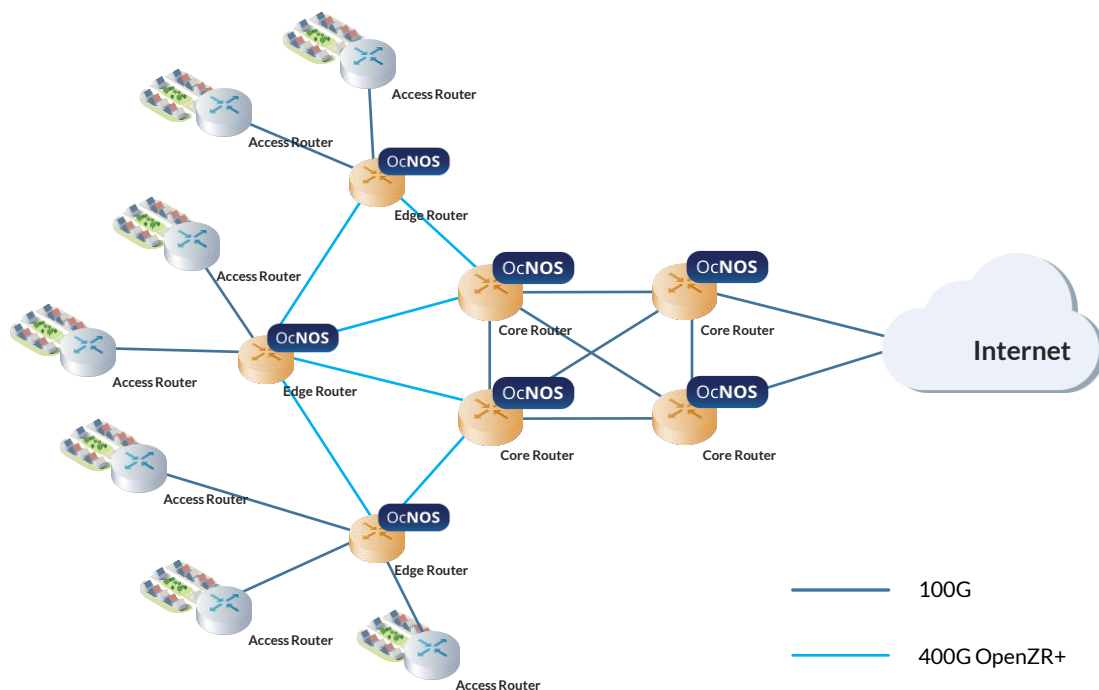 Access Router
Access Router
OcNOS
Edge Router
Access Router
OcNOS
OcNOS
Core Router
Core Router
Internet
OcNOS
Edge Router
Access Router
OcNOS
OcNOS
Core Router
Core Router
Access Router
OcNOS
Edge Router
100G
Access Router
400G OpenZR+
Access Router